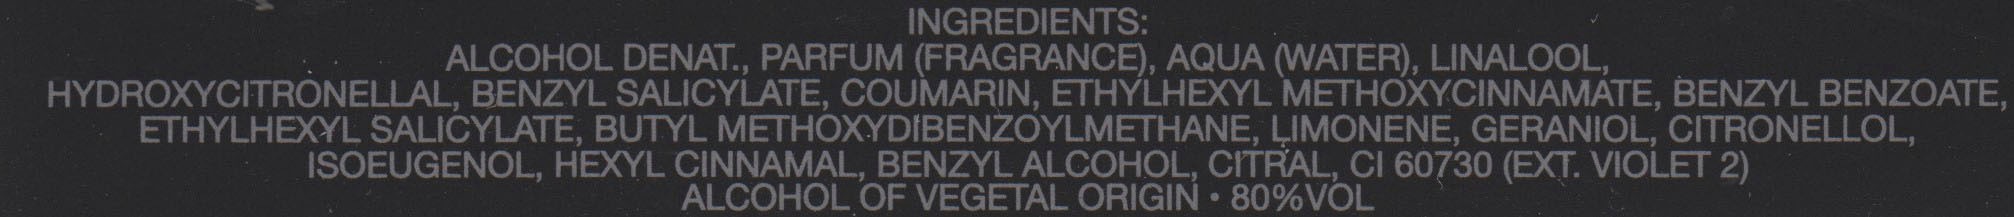 INGREDIENTS:
ALCOHOL DENAT., PARFUM (FRAGRANCE), AQUA (WATER), LINALOOL,
HYDROXYCITRONELLAL, BENZYL SALICYLATE, COUMARIN, ETHYLHEXYL METHOXYCINNAMATE, BENZYL BENZOATE,
ETHYLHEXYL SALICYLATE, BUTYL METHOXYDIBENZOYLMETHANE, LIMONENE, GERANIOL, CITRONELLOL,
ISOEUGENOL, HEXYL CINNAMAL, BENZYL ALCOHOL, CITRAL, CI 60730 (EXT. VIOLET 2)
ALCOHOL OF VEGETAL ORIGIN • 80%VOL